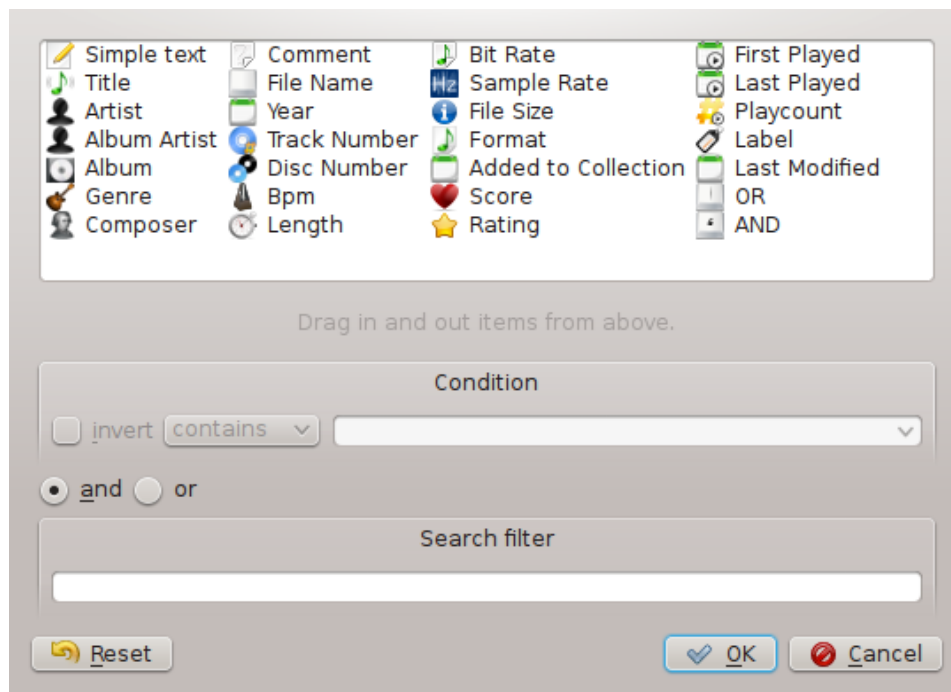 Simple text Comment Bit Rate First Played
Title File Name Sample Rate Last Played
Artist Year File Size Playcount
Album Artist Track Number Format Label
Album Disc Number Added to Collection Last Modified
Genre Bpm Score OR
Composer Length Rating AND
Drag in and out items from above.
Condition
invert contains
and or
Search filter
Reset OK Cancel